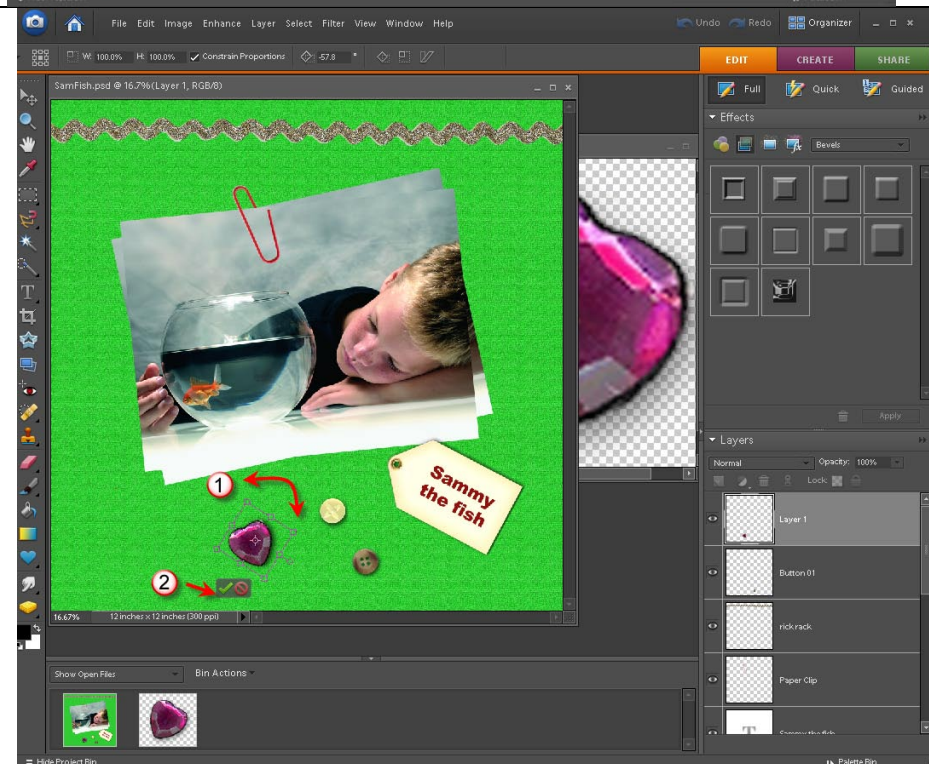 File Edit Image Enhance Layer Select Filter View Window Help
Undo Redo Organizer
W: 100.0% H: 100.0% Constrain Proportions -57.8 °
EDIT CREATE SHARE
SamFish.psd @ 16.7% (Layer 1, RGB/8)
Full Quick Guided
Effects
Bevels
Apply
Layers
Normal Opacity: 100%
Lock:
Layer 1
Button 01
rick rack
Paper Clip
T Sammy the fish
Sammy
the fish
1
2
16.67% 12 inches x 12 inches (300 ppi)
Show Open Files Bin Actions
Hide Project Bin Palette Bin